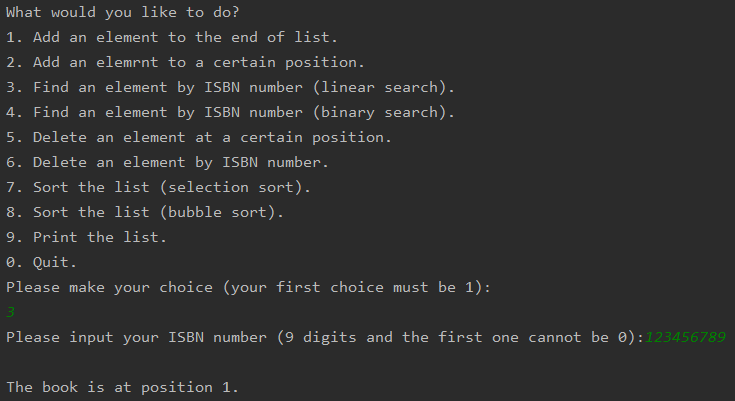 What would you like to do?
1. Add an element to the end of list.
2. Add an elemrnt to a certain position.
3. Find an element by ISBN number (linear search).
4. Find an element by ISBN number (binary search).
5. Delete an element at a certain position.
6. Delete an element by ISBN number.
7. Sort the list (selection sort).
8. Sort the list (bubble sort).
9. Print the list.
0. Quit.
Please make your choice (your first choice must be 1):
3
Please input your ISBN number (9 digits and the first one cannot be 0):123456789
The book is at position 1.